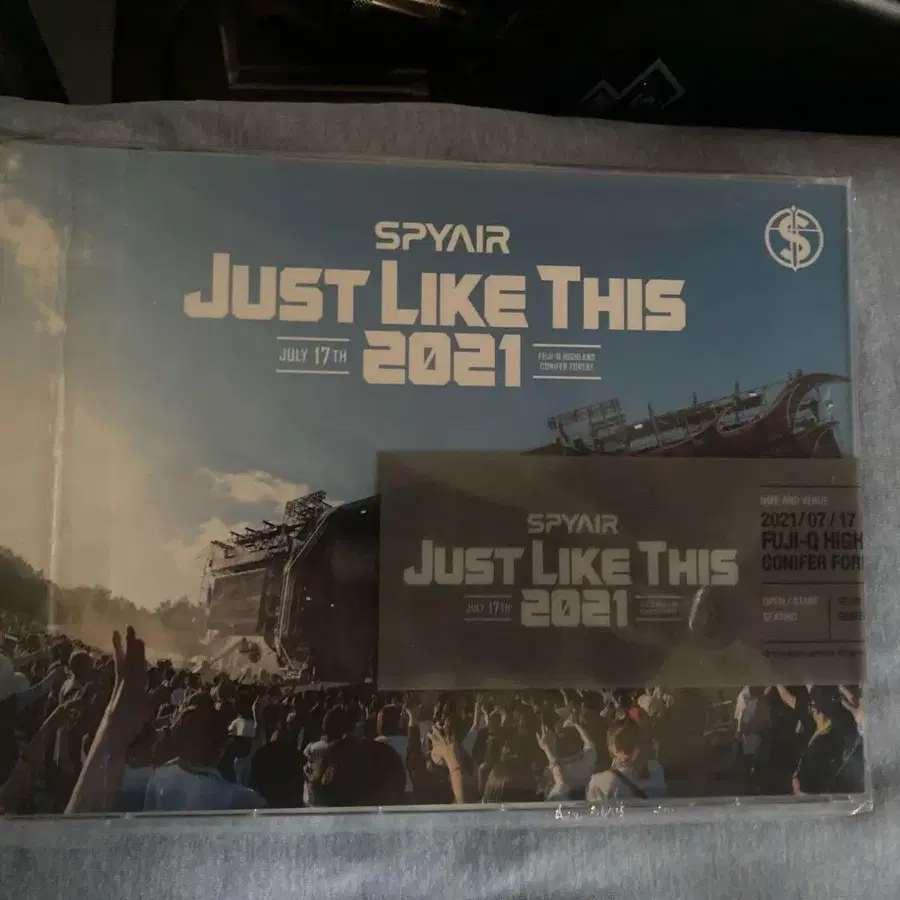 SPYAIR
JUST LIKE THIS
JULY 17TH
2021
FUJI-Q HIGHLAND
CONIFER FOREST
SPYAIR
JUST LIKE THIS
JULY 17TH
2021
DATE AND VENUE
2021/07/17
FUJI-Q HIGH
CONIFER FOR
OPEN / START
SEATING